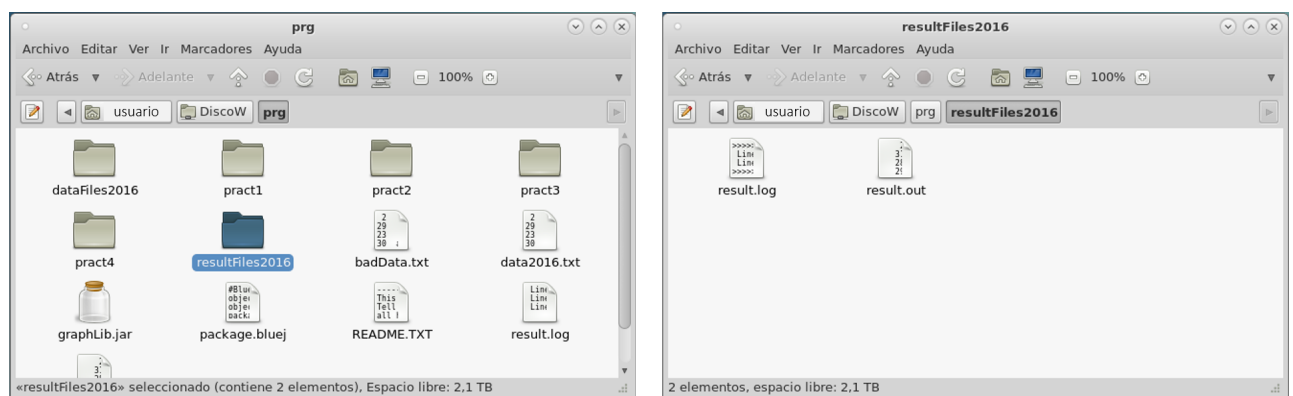 prg
Archivo Editar Ver Ir Marcadores Ayuda
Atrás Adelante 100%
usuario DiscoW prg
dataFiles2016 pract1 pract2 pract3
pract4 resultFiles2016 badData.txt data2016.txt
graphLib.jar package.bluej README.TXT result.log
«resultFiles2016» seleccionado (contiene 2 elementos), Espacio libre: 2,1 TB
resultFiles2016
Archivo Editar Ver Ir Marcadores Ayuda
Atrás Adelante 100%
usuario DiscoW prg resultFiles2016
result.log result.out
2 elementos, espacio libre: 2,1 TB